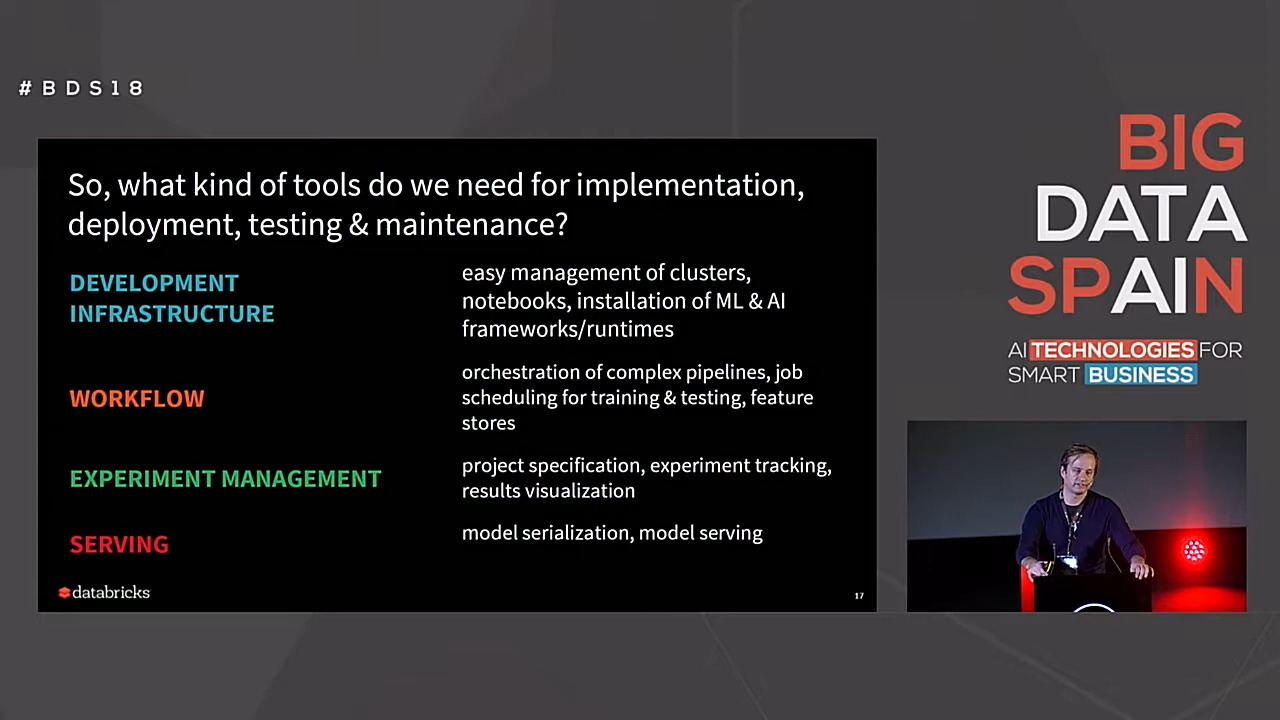 #BDS18
So, what kind of tools do we need for implementation,
deployment, testing & maintenance?
DEVELOPMENT
INFRASTRUCTURE
easy management of clusters,
notebooks, installation of ML & AI
frameworks/runtimes
WORKFLOW
orchestration of complex pipelines, job
scheduling for training & testing, feature
stores
EXPERIMENT MANAGEMENT
project specification, experiment tracking,
results visualization
SERVING
model serialization, model serving
databricks
17
BIG
DATA
SPAIN
AI TECHNOLOGIES FOR
SMART BUSINESS